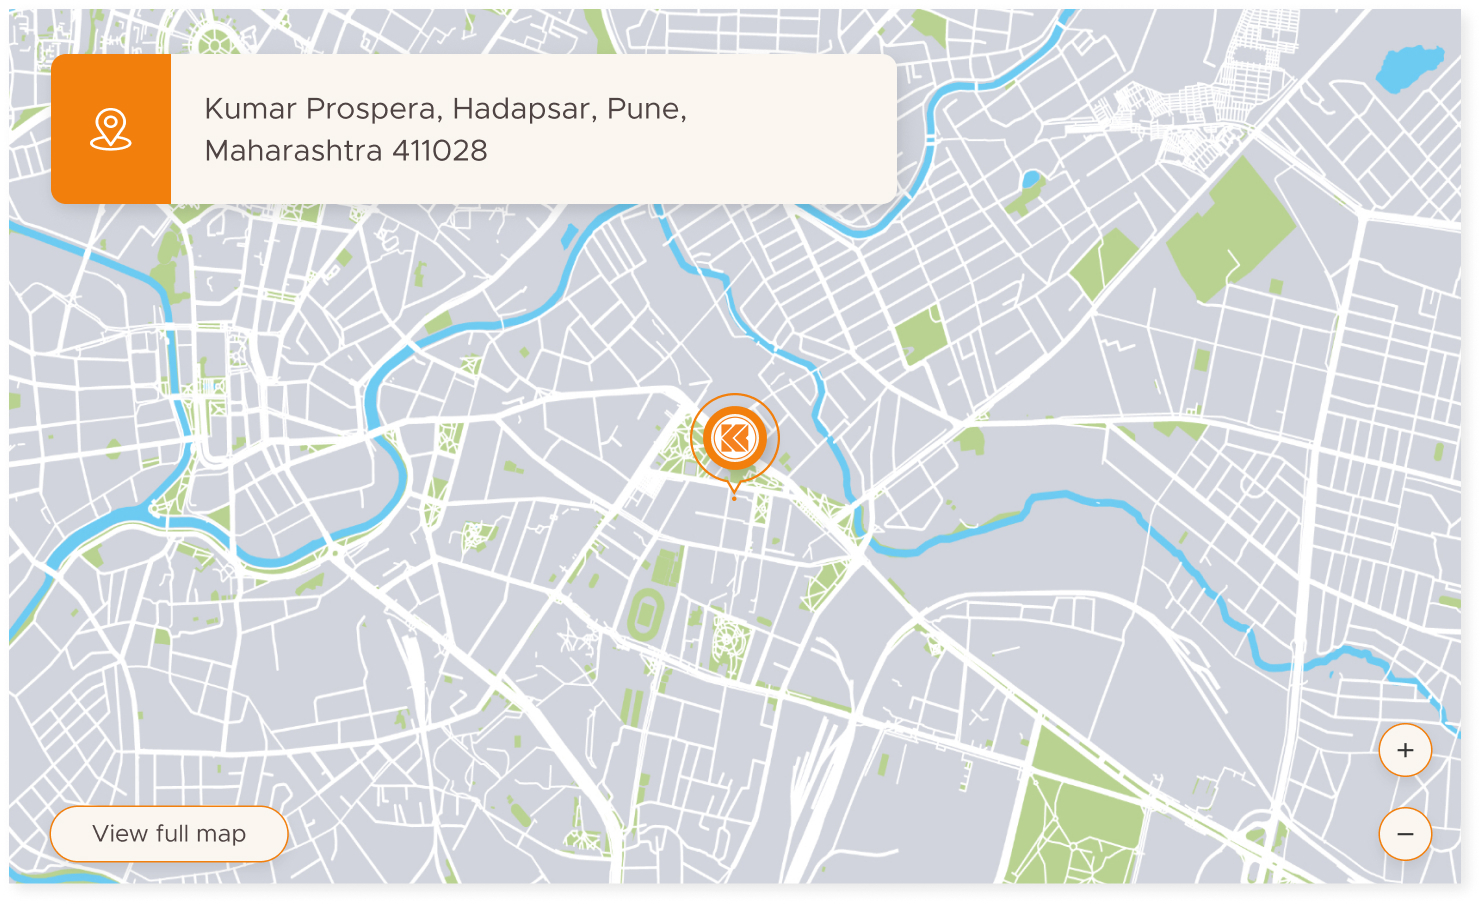 Kumar Prospera, Hadapsar, Pune,
Maharashtra 411028
+
−
View full map